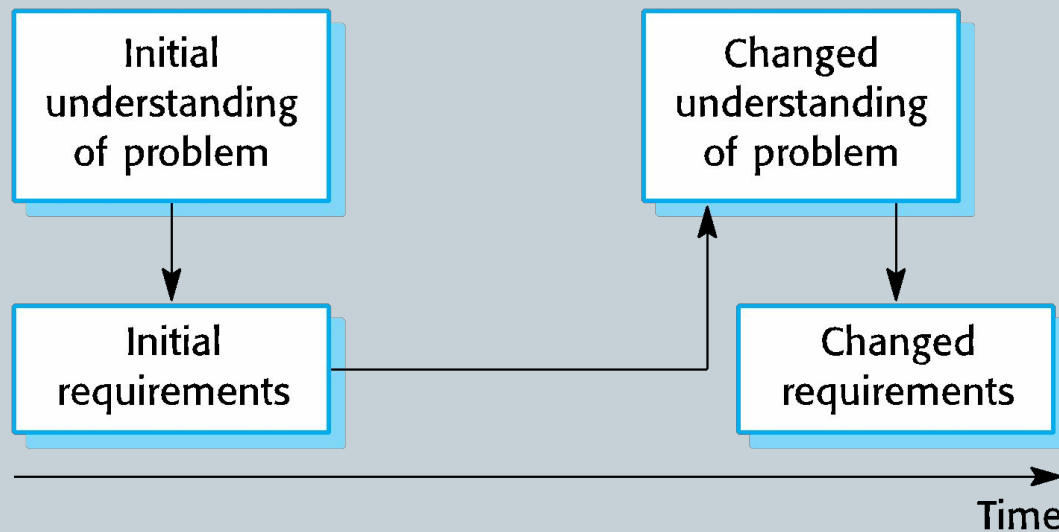 Initial
understanding
of problem
Changed
understanding
of problem
Initial
requirements
Changed
requirements
Time